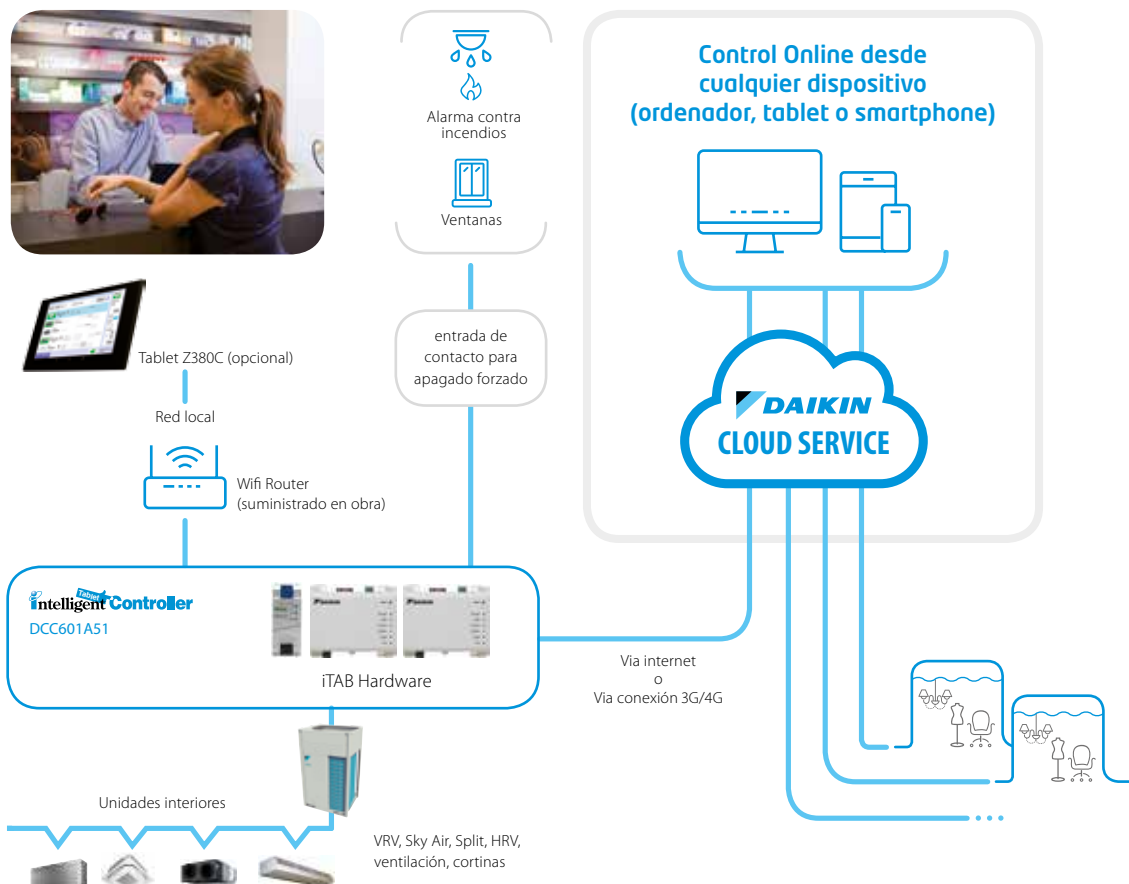 Alarma contra
incendios
Ventanas
entrada de
contacto para
apagado forzado
Control Online desde
cualquier dispositivo
(ordenador, tablet o smartphone)
DAIKIN
CLOUD SERVICE
Tablet Z380C (opcional)
Red local
Wifi Router
(suministrado en obra)
intelligent Tablet Controller
DCC601A51
iTAB Hardware
Via internet
o
Via conexión 3G/4G
Unidades interiores
VRV, Sky Air, Split, HRV,
ventilación, cortinas